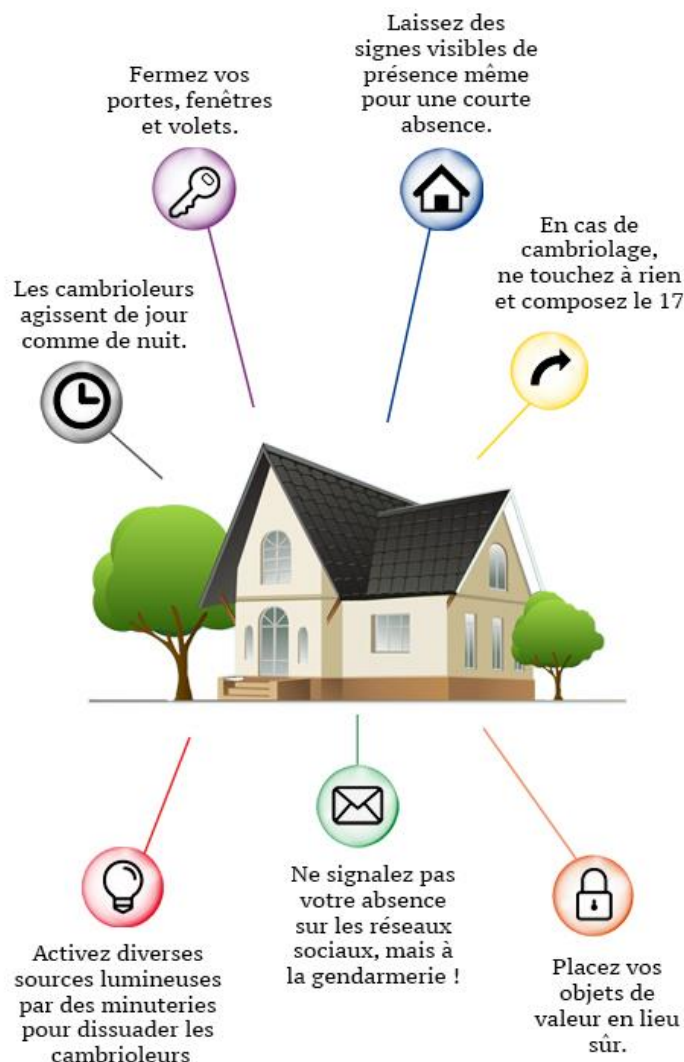 Laissez des
signes visibles de
présence même
pour une courte
absence.
Fermez vos
portes, fenêtres
et volets.
En cas de
cambriolage,
ne touchez à rien
et composez le 17
Les cambrioleurs
agissent de jour
comme de nuit.
Ne signalez pas
votre absence
sur les réseaux
sociaux, mais à
la gendarmerie !
Activez diverses
sources lumineuses
par des minuteries
pour dissuader les
cambrioleurs
Placez vos
objets de
valeur en lieu
sûr.